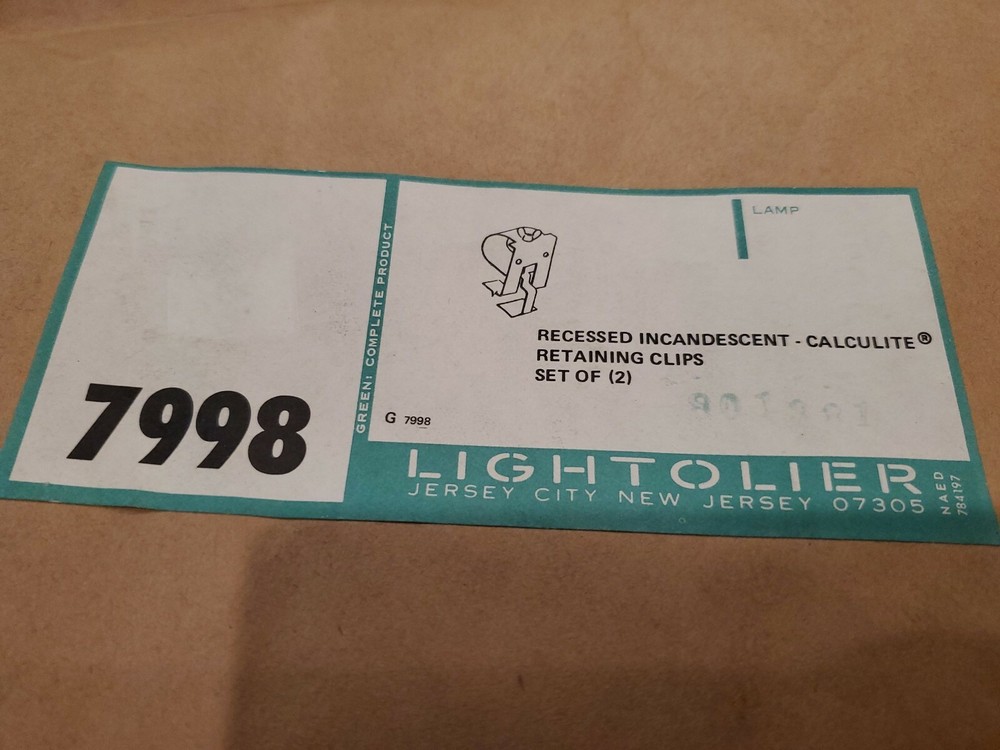 7998
GREEN: COMPLETE PRODUCT
LAMP
RECESSED INCANDESCENT - CALCULITE®
RETAINING CLIPS
SET OF (2)
G 7998
LIGHTOLIER
JERSEY CITY NEW JERSEY 07305
NAED
784197